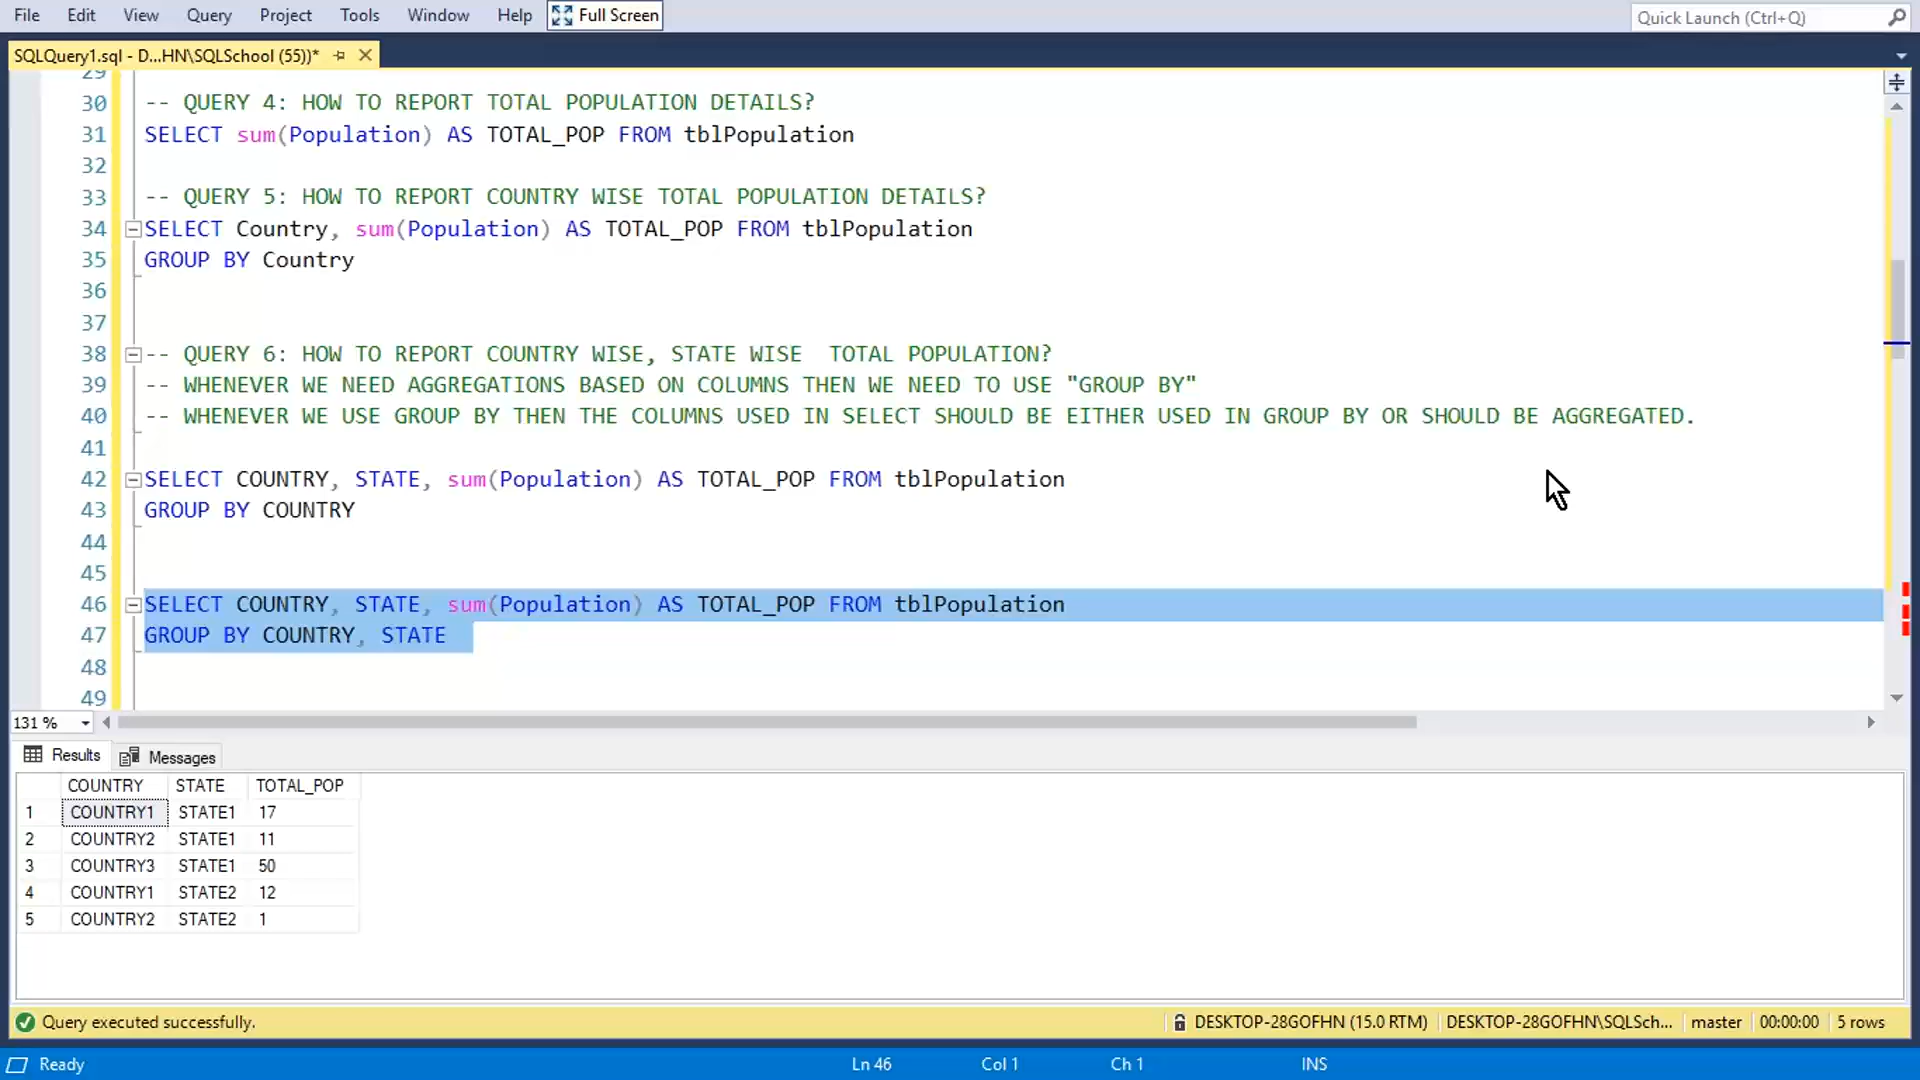 File Edit View Query Project Tools Window Help Full Screen Quick Launch (Ctrl+Q)
SQLQuery1.sql - D...HN\SQLSchool (55))*
29
30 -- QUERY 4: HOW TO REPORT TOTAL POPULATION DETAILS?
31 SELECT sum(Population) AS TOTAL_POP FROM tblPopulation
32
33 -- QUERY 5: HOW TO REPORT COUNTRY WISE TOTAL POPULATION DETAILS?
34 SELECT Country, sum(Population) AS TOTAL_POP FROM tblPopulation
35 GROUP BY Country
36
37
38 -- QUERY 6: HOW TO REPORT COUNTRY WISE, STATE WISE  TOTAL POPULATION?
39 -- WHENEVER WE NEED AGGREGATIONS BASED ON COLUMNS THEN WE NEED TO USE "GROUP BY"
40 -- WHENEVER WE USE GROUP BY THEN THE COLUMNS USED IN SELECT SHOULD BE EITHER USED IN GROUP BY OR SHOULD BE AGGREGATED.
41
42 SELECT COUNTRY, STATE, sum(Population) AS TOTAL_POP FROM tblPopulation
43 GROUP BY COUNTRY
44
45
46 SELECT COUNTRY, STATE, sum(Population) AS TOTAL_POP FROM tblPopulation
47 GROUP BY COUNTRY, STATE
48
49
131 %
Results Messages
COUNTRY STATE TOTAL_POP
1 COUNTRY1 STATE1 17
2 COUNTRY2 STATE1 11
3 COUNTRY3 STATE1 50
4 COUNTRY1 STATE2 12
5 COUNTRY2 STATE2 1
Query executed successfully. DESKTOP-28GOFHN (15.0 RTM) DESKTOP-28GOFHN\SQLSch... master 00:00:00 5 rows
Ready Ln 46 Col 1 Ch 1 INS